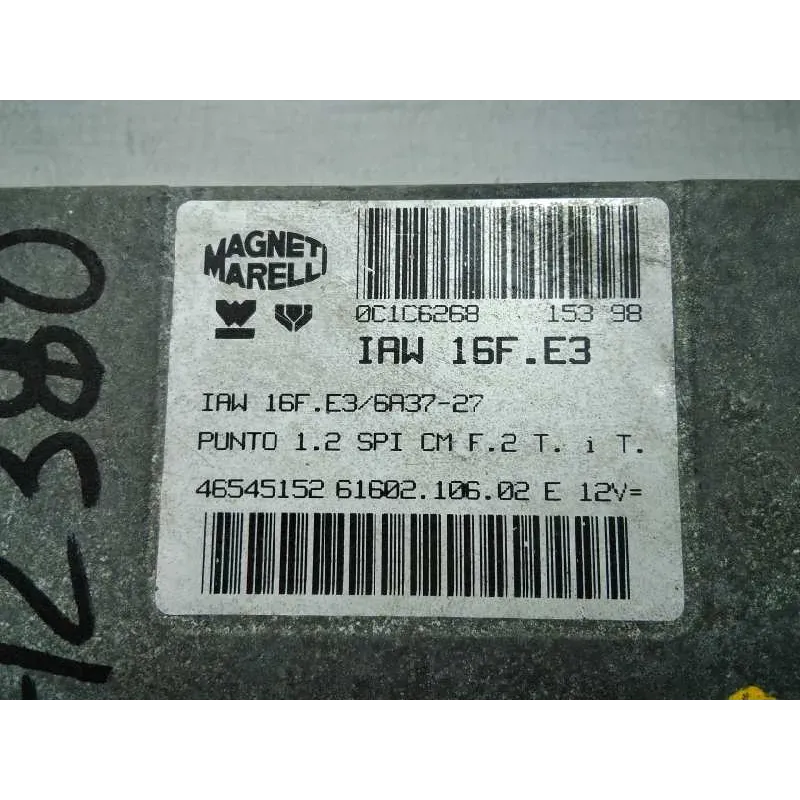 MAGNETI
MARELLI
0C1C6268 153 98
IAW 16F.E3
IAW 16F.E3/6A37-27
PUNTO 1.2 SPI CM F.2 T. i T.
46545152 61602.106.02 E 12V=
12380